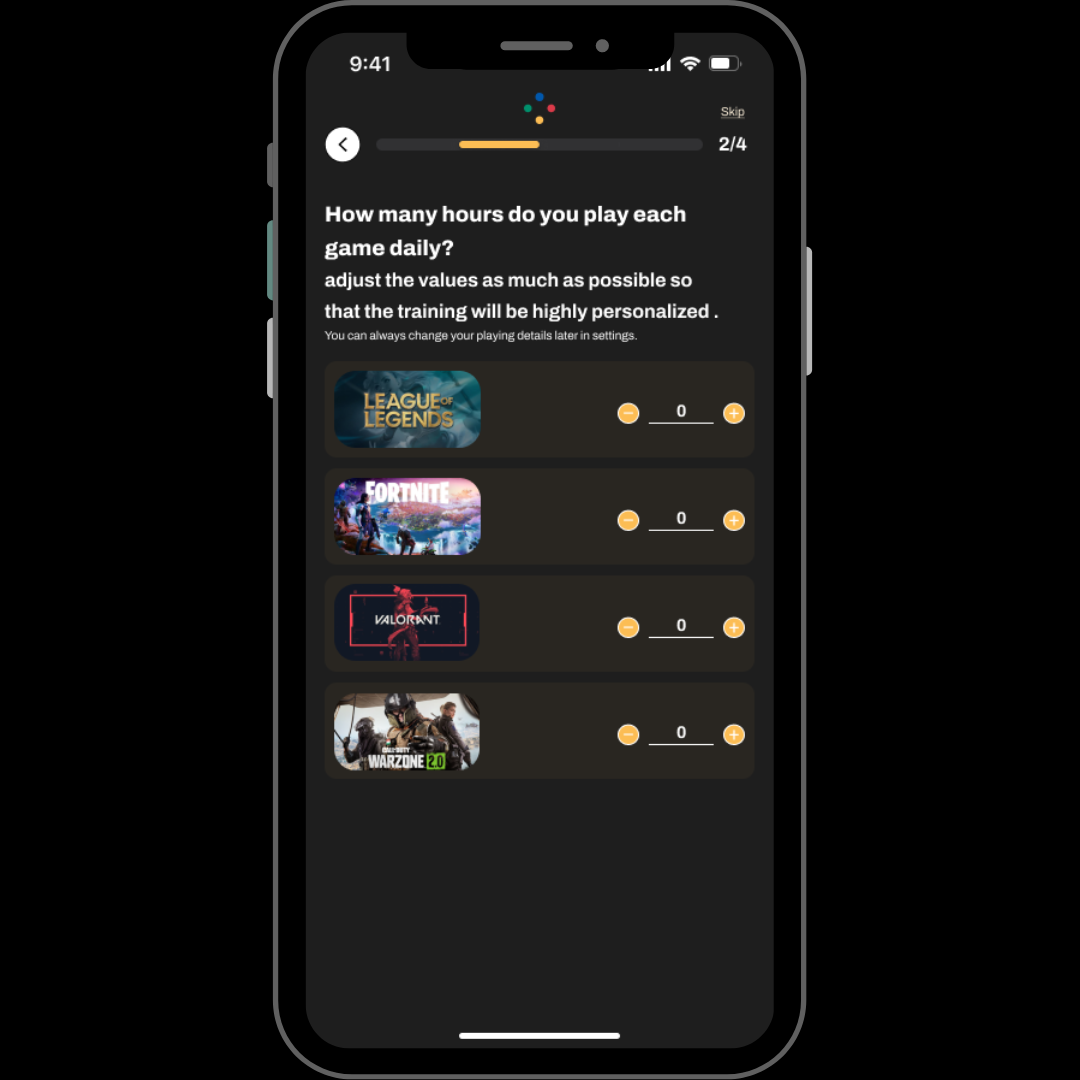 9:41
Skip
2/4
How many hours do you play each
game daily?
adjust the values as much as possible so
that the training will be highly personalized .
You can always change your playing details later in settings.
LEAGUE OF
LEGENDS
0
FORTNITE
0
VALORANT
0
CALL OF DUTY
WARZONE 2.0
0